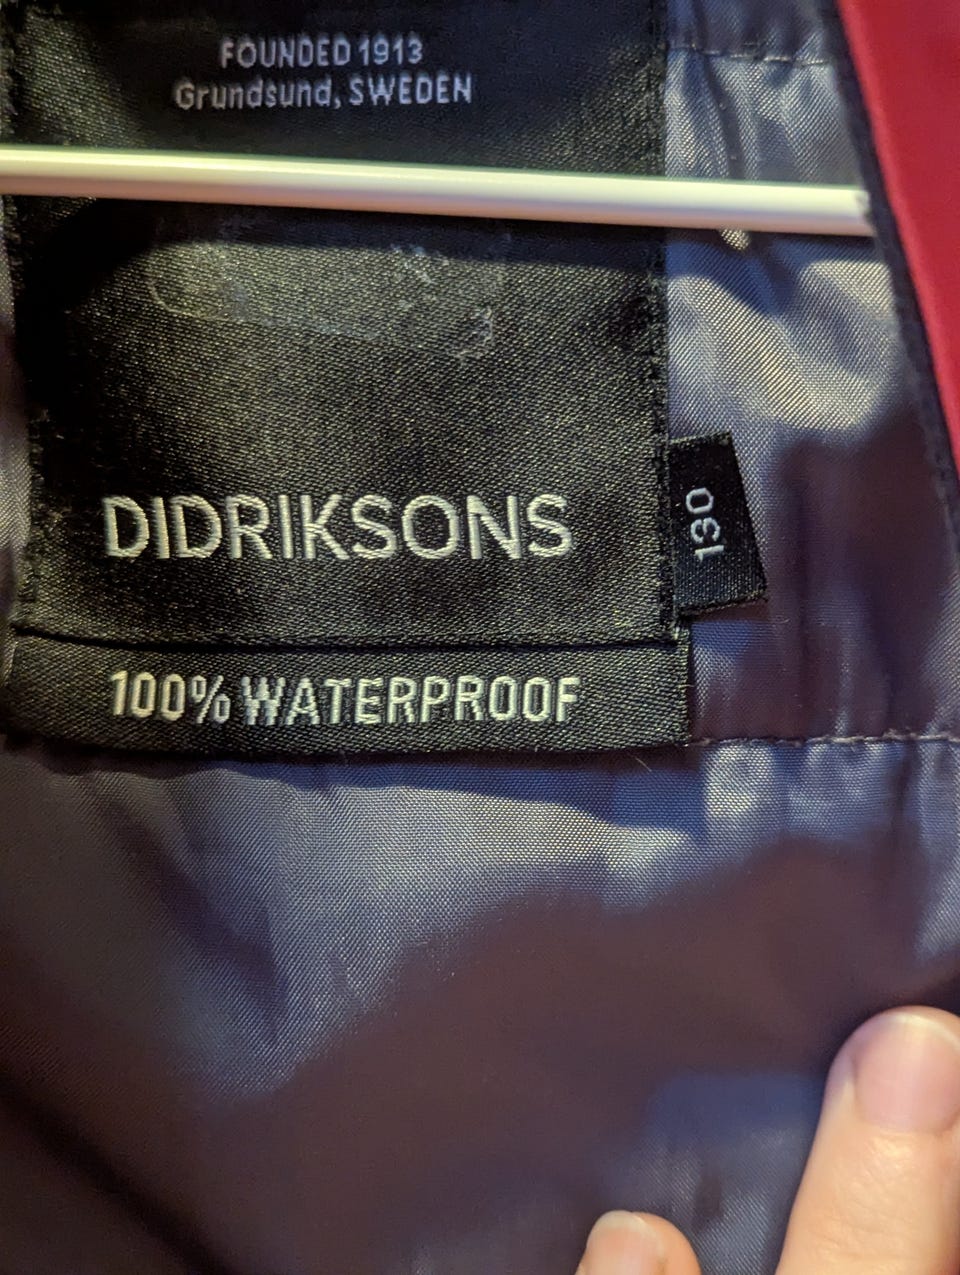 FOUNDED 1913
Grundsund, SWEDEN
DIDRIKSONS
130
100% WATERPROOF